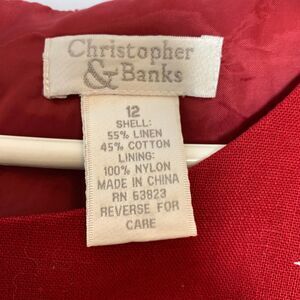 Christopher
& Banks
12
SHELL:
55% LINEN
45% COTTON
LINING:
100% NYLON
MADE IN CHINA
RN 63823
REVERSE FOR
CARE